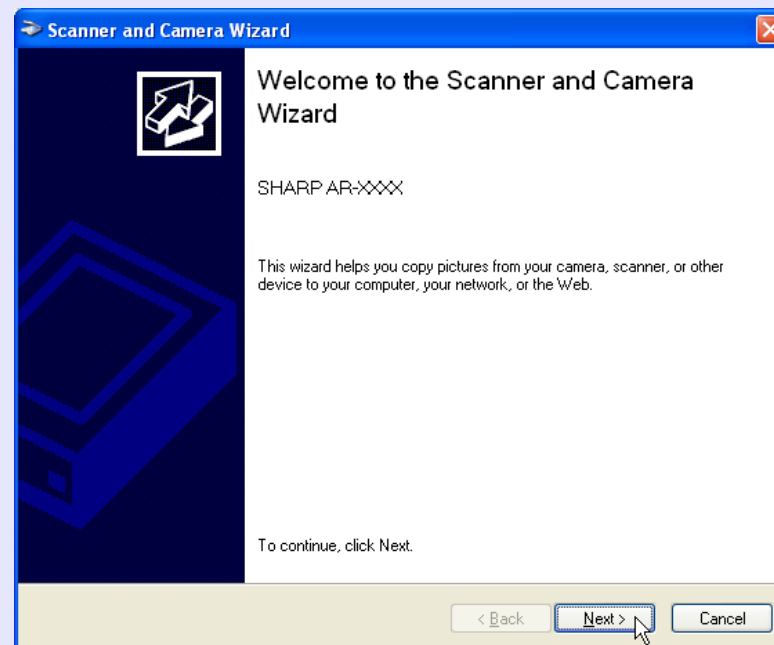 Scanner and Camera Wizard
Welcome to the Scanner and Camera
Wizard
SHARP AR-XXXX
This wizard helps you copy pictures from your camera, scanner, or other
device to your computer, your network, or the Web.
To continue, click Next.
< Back
Next >
Cancel